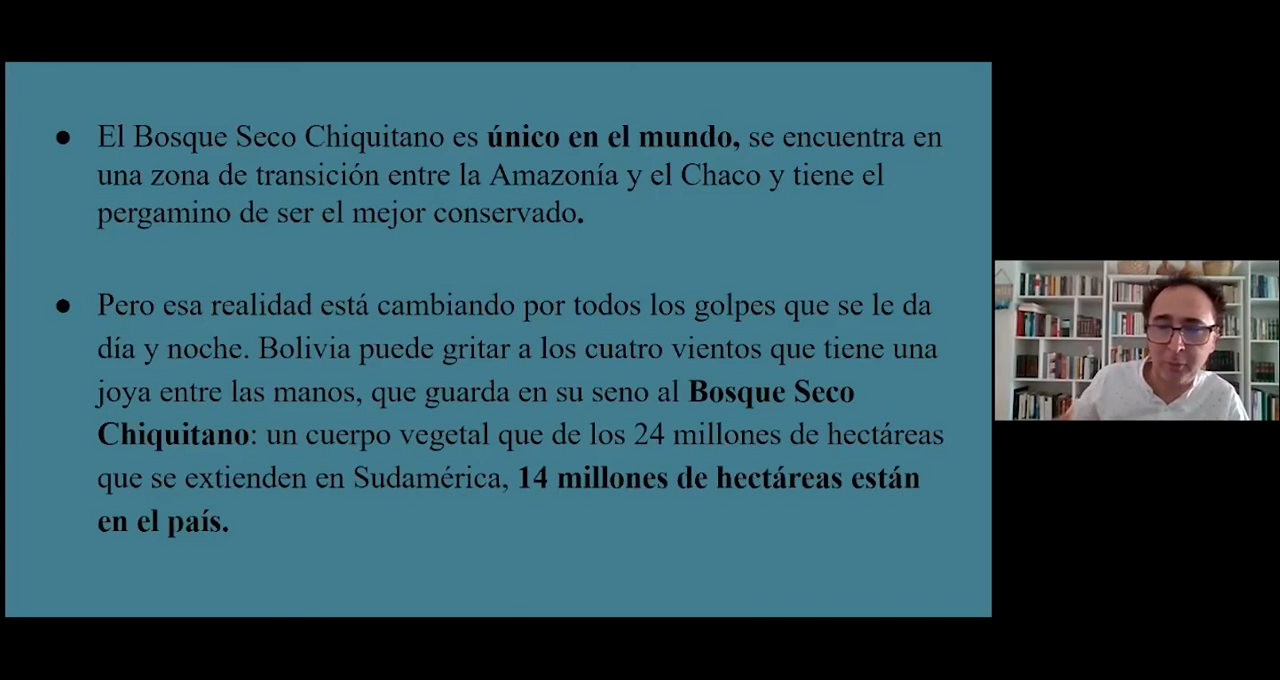 ● El Bosque Seco Chiquitano es único en el mundo, se encuentra en
una zona de transición entre la Amazonía y el Chaco y tiene el
pergamino de ser el mejor conservado.
● Pero esa realidad está cambiando por todos los golpes que se le da
día y noche. Bolivia puede gritar a los cuatro vientos que tiene una
joya entre las manos, que guarda en su seno al Bosque Seco
Chiquitano: un cuerpo vegetal que de los 24 millones de hectáreas
que se extienden en Sudamérica, 14 millones de hectáreas están
en el país.